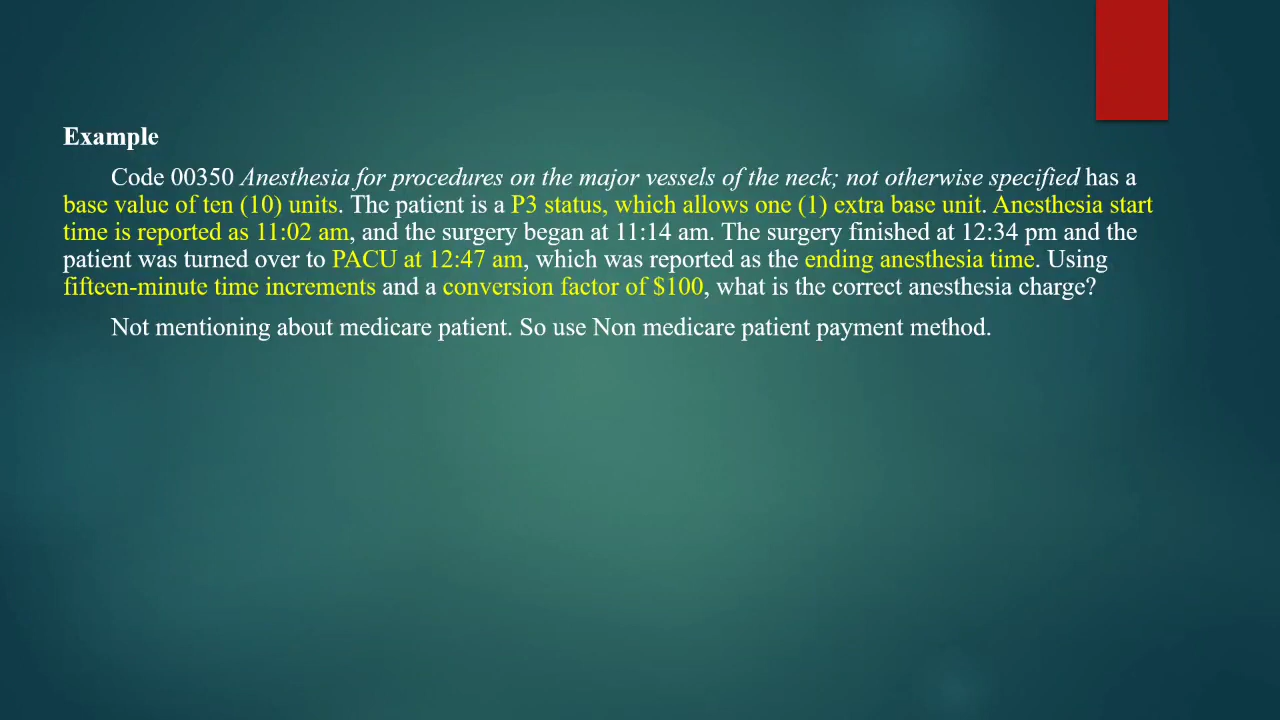 Example
Code 00350 Anesthesia for procedures on the major vessels of the neck; not otherwise specified has a
base value of ten (10) units. The patient is a P3 status, which allows one (1) extra base unit. Anesthesia start
time is reported as 11:02 am, and the surgery began at 11:14 am. The surgery finished at 12:34 pm and the
patient was turned over to PACU at 12:47 am, which was reported as the ending anesthesia time. Using
fifteen-minute time increments and a conversion factor of $100, what is the correct anesthesia charge?
Not mentioning about medicare patient. So use Non medicare patient payment method.